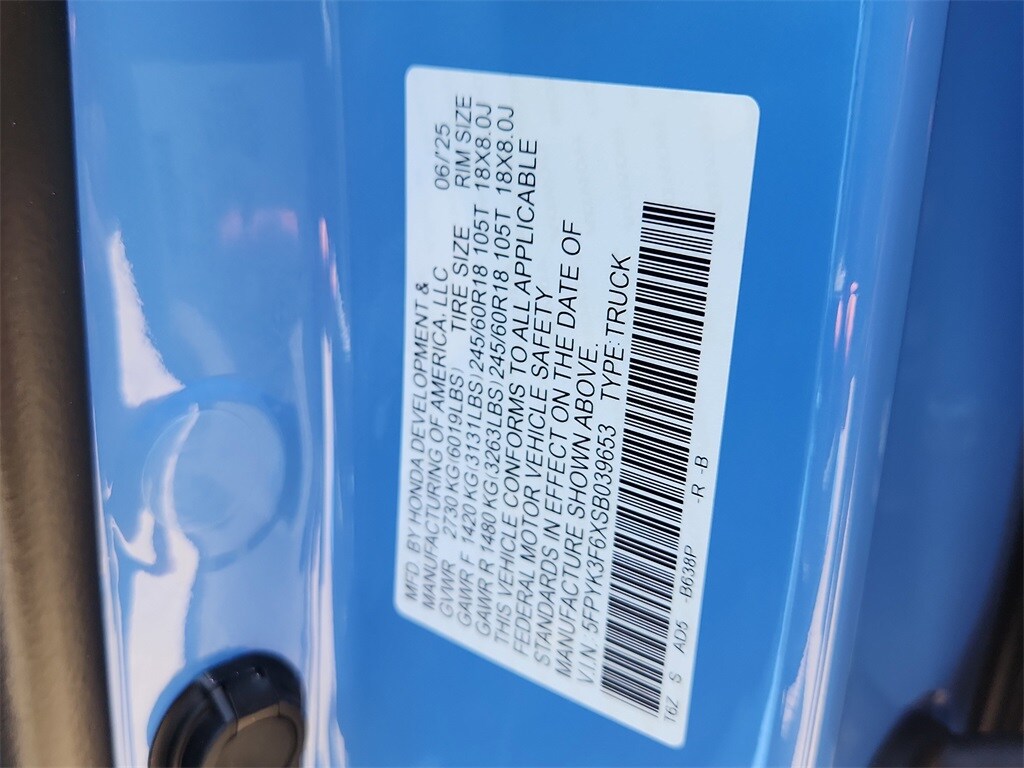 MFD BY HONDA DEVELOPMENT &
MANUFACTURING OF AMERICA, LLC 06/'25
GVWR 2730 KG(6019LBS) TIRE SIZE RIM SIZE
GAWR F 1420 KG(3131LBS) 245/60R18 105T 18X8.0J
GAWR R 1480 KG(3263LBS) 245/60R18 105T 18X8.0J
THIS VEHICLE CONFORMS TO ALL APPLICABLE
FEDERAL MOTOR VEHICLE SAFETY
STANDARDS IN EFFECT ON THE DATE OF
MANUFACTURE SHOWN ABOVE.
V.I.N 5FPYK3F6XSB039653 TYPE:TRUCK
T6Z S AD5 -B638P -R -B